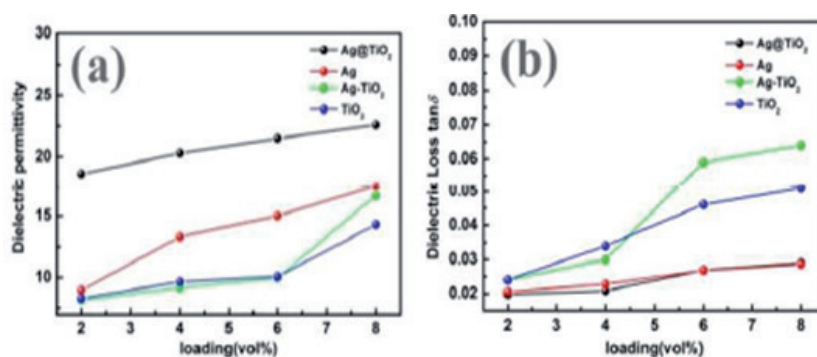 (a)
Dielectric permittivity
30
25
20
15
10
Ag@TiO₂
Ag
Ag-TiO₂
TiO₂
2 3 4 5 6 7 8
loading(vol%)
(b)
Dielectrix Loss tanδ
0.10
0.09
0.08
0.07
0.06
0.05
0.04
0.03
0.02
Ag@TiO₂
Ag
Ag-TiO₂
TiO₂
2 3 4 5 6 7 8
loading(vol%)